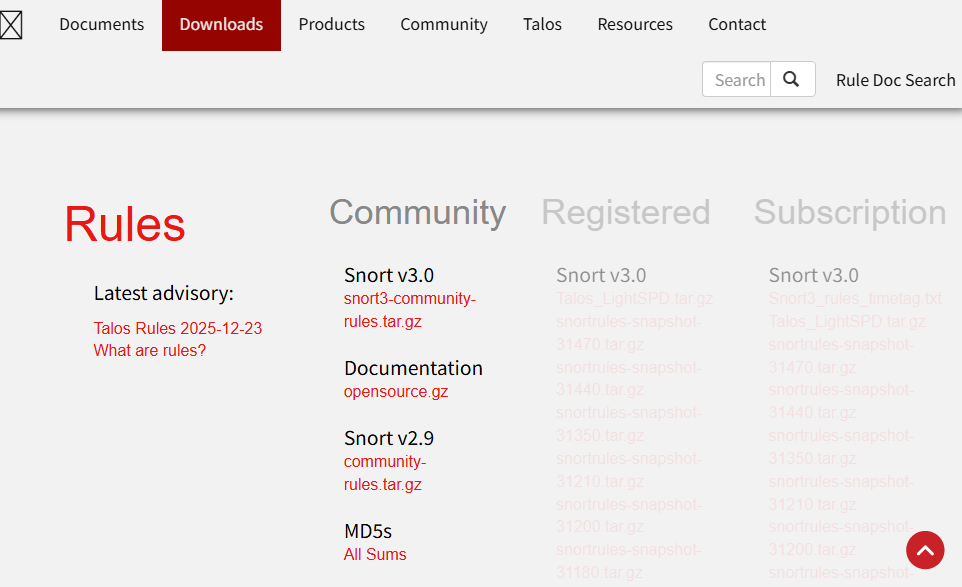 Documents
Downloads
Products
Community
Talos
Resources
Contact
Search
Rule Doc Search
Rules
Latest advisory:
Talos Rules 2025-12-23
What are rules?
Community
Snort v3.0
snort3-community-
rules.tar.gz
Documentation
opensource.gz
Snort v2.9
community-
rules.tar.gz
MD5s
All Sums
Registered
Snort v3.0
Talos_LightSPD.tar.gz
snortrules-snapshot-
31470.tar.gz
snortrules-snapshot-
31440.tar.gz
snortrules-snapshot-
31350.tar.gz
snortrules-snapshot-
31210.tar.gz
snortrules-snapshot-
31200.tar.gz
snortrules-snapshot-
31180.tar.gz
Subscription
Snort v3.0
Snort3_rules_timetag.txt
Talos_LightSPD.tar.gz
snortrules-snapshot-
31470.tar.gz
snortrules-snapshot-
31440.tar.gz
snortrules-snapshot-
31350.tar.gz
snortrules-snapshot-
31210.tar.gz
snortrules-snapshot-
31200.tar.gz
snortrules-snapshot-